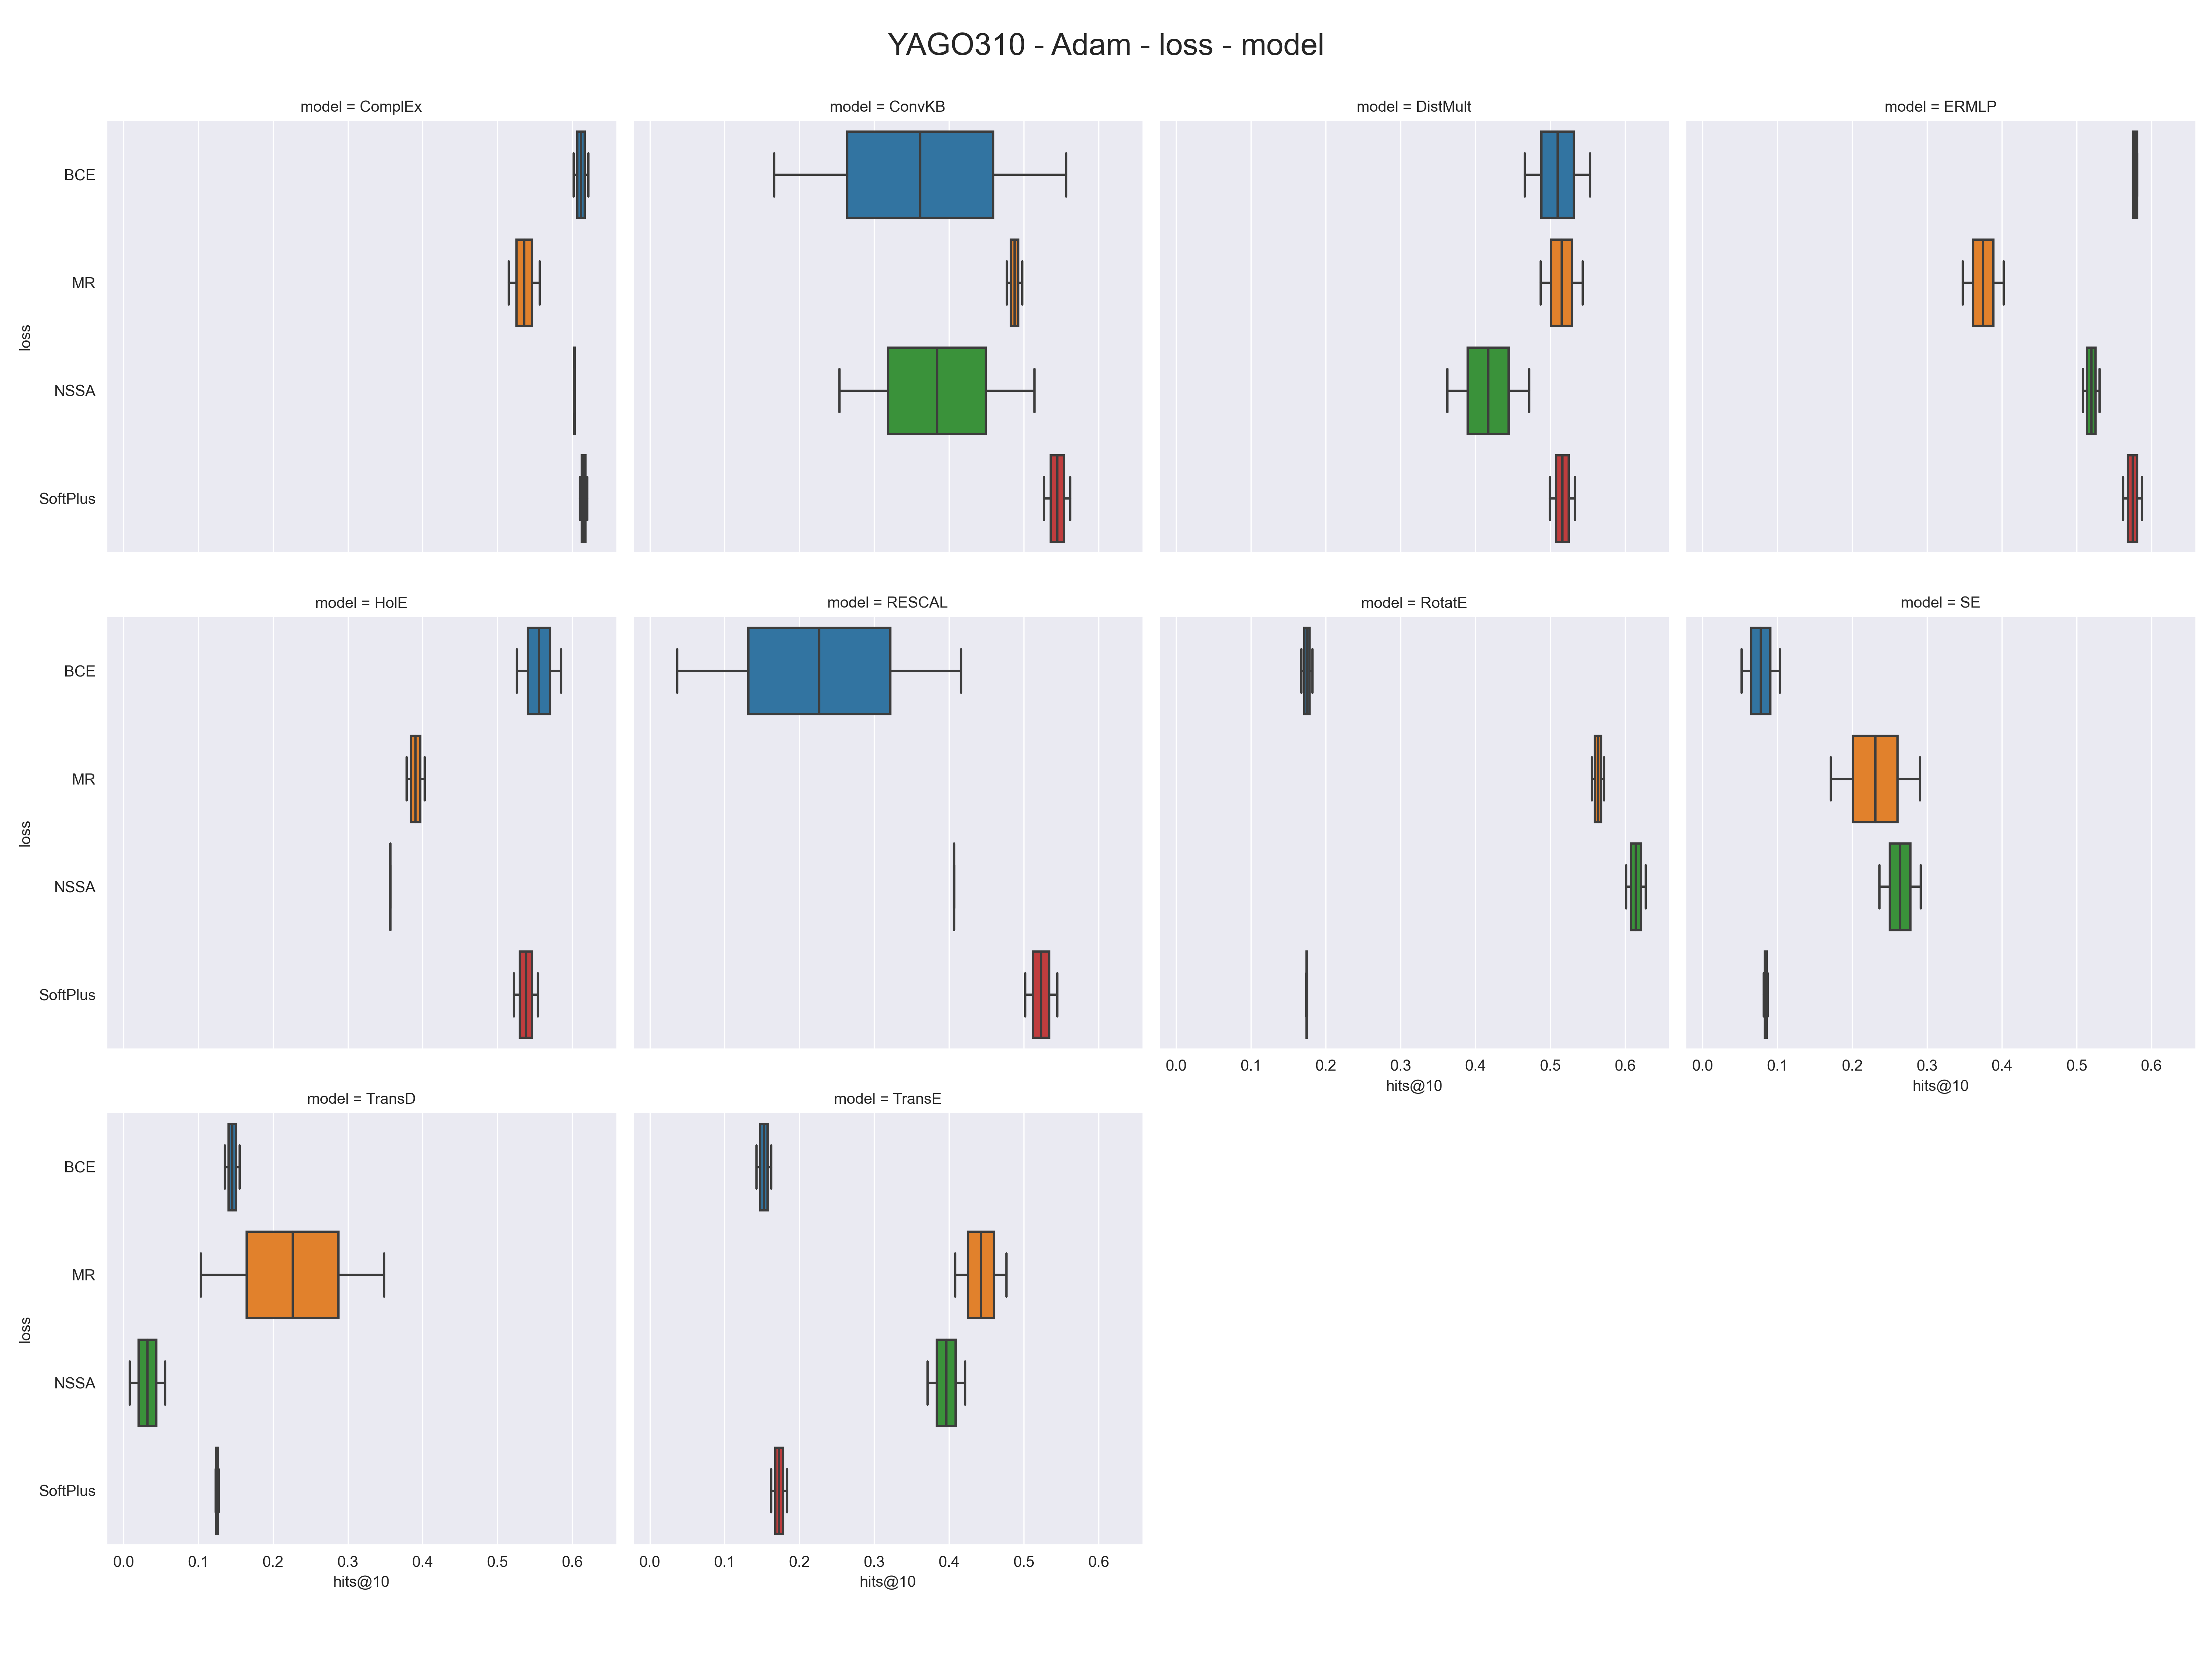 YAGO310 - Adam - loss - model
model = ComplEx
model = ConvKB
model = DistMult
model = ERMLP
BCE
MR
NSSA
SoftPlus
loss
model = HolE
model = RESCAL
model = RotatE
model = SE
BCE
MR
NSSA
SoftPlus
loss
0.0 0.1 0.2 0.3 0.4 0.5 0.6
hits@10
0.0 0.1 0.2 0.3 0.4 0.5 0.6
hits@10
model = TransD
model = TransE
BCE
MR
NSSA
SoftPlus
loss
0.0 0.1 0.2 0.3 0.4 0.5 0.6
hits@10
0.0 0.1 0.2 0.3 0.4 0.5 0.6
hits@10